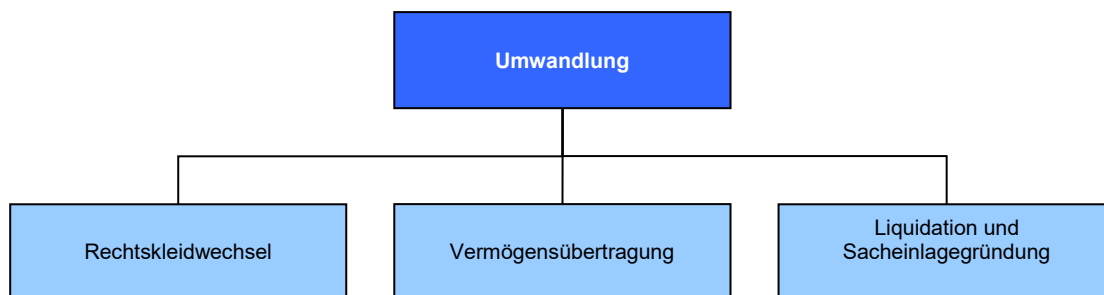 Umwandlung
Rechtskleidwechsel
Vermögensübertragung
Liquidation und
Sacheinlagegründung